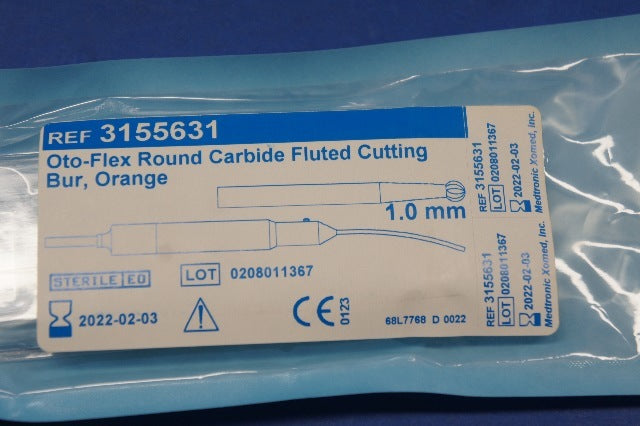 REF 3155631
Oto-Flex Round Carbide Fluted Cutting
Bur, Orange
1.0 mm
STERILE EO
LOT 0208011367
2022-02-03
CE
0123
68L7768 D 0022
REF 3155631
LOT 0208011367
2022-02-03
Medtronic Xomed, Inc.
REF 3155631
LOT 0208011367
2022-02-03
Medtronic Xomed, Inc.